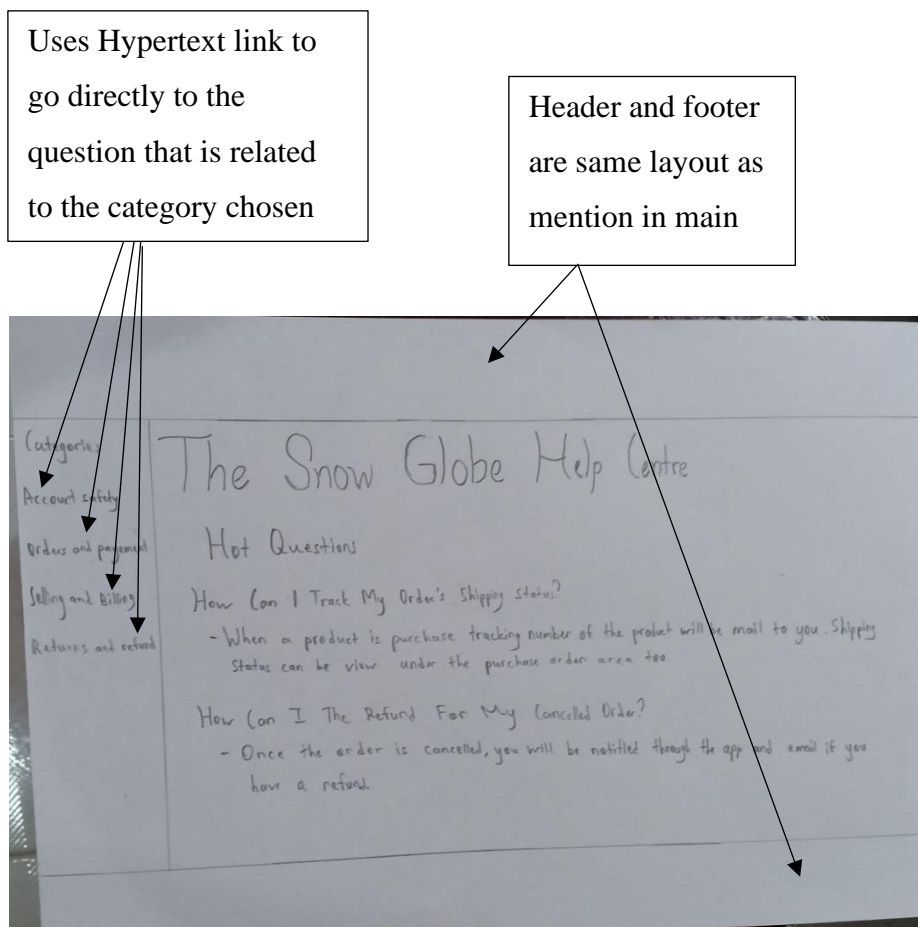 Uses Hypertext link to
go directly to the
question that is related
to the category chosen
Header and footer
are same layout as
mention in main
Categories
Account safety
Orders and payement
Selling and Billing
Returns and refund
The Snow Globe Help Centre
Hot Questions
How Can I Track My Order's Shipping Status?
- When a product is purchase tracking number of the product will be mail to you. Shipping
Status can be view under the purchase order area too.
How Can I The Refund For My Cancelled Order?
- Once the order is cancelled, you will be notified through the app and email if you
have a refund.